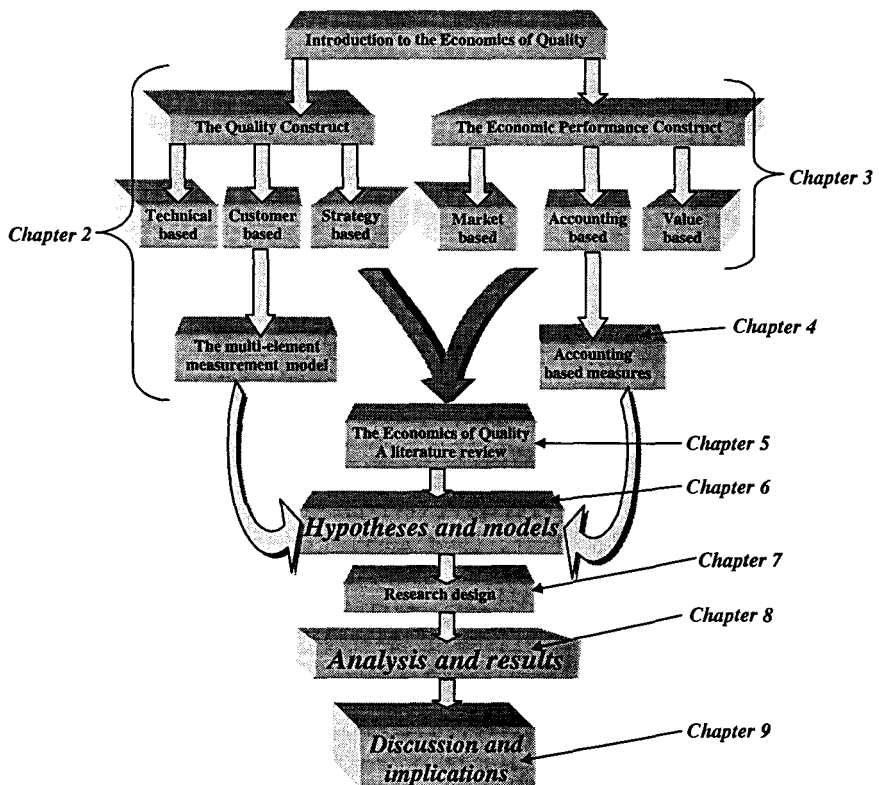 Introduction to the Economics of Quality
The Quality Construct
The Economic Performance Construct
Chapter 3
Technical
based
Customer
based
Strategy
based
Market
based
Accounting
based
Value
based
Chapter 2
Chapter 4
The multi-element
measurement model
Accounting
based measures
The Economics of Quality
A literature review
Chapter 5
Chapter 6
Hypotheses and models
Chapter 7
Research design
Chapter 8
Analysis and results
Chapter 9
Discussion and
implications